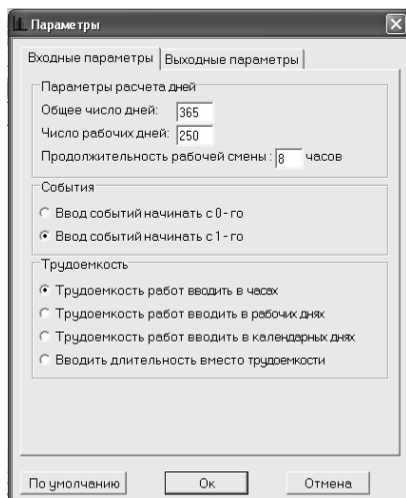 Параметры
Входные параметры Выходные параметры
Параметры расчета дней
Общее число дней: 365
Число рабочих дней: 250
Продолжительность рабочей смены : 8 часов
События
Ввод событий начинать с 0 - го
Ввод событий начинать с 1 - го
Трудоемкость
Трудоемкость работ вводить в часах
Трудоемкость работ вводить в рабочих днях
Трудоемкость работ вводить в календарных днях
Вводить длительность вместо трудоемкости
По умолчанию Ок Отмена